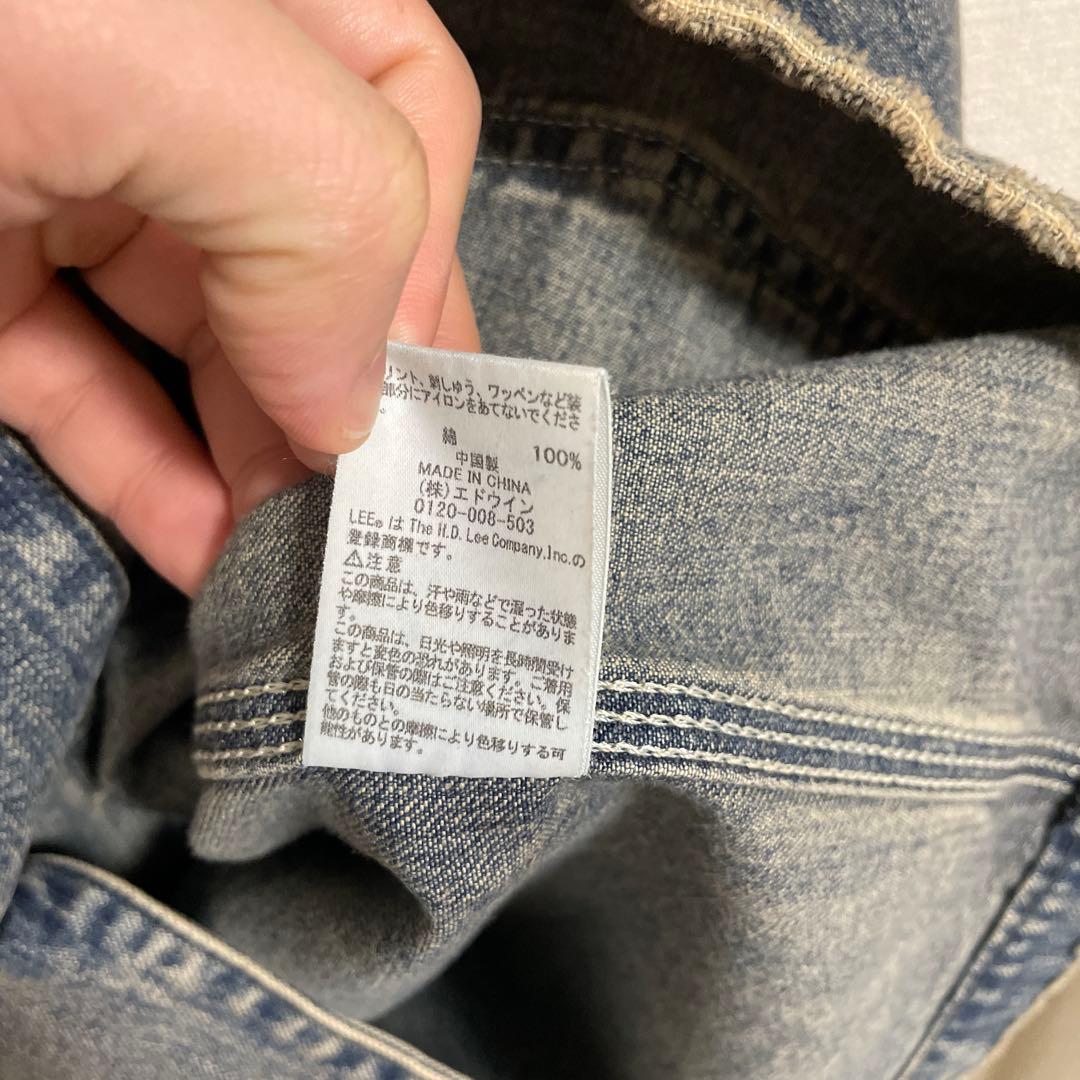 リント、刺しゅう、ワッペンなど装
部分にアイロンをあてないでくださ
。
綿 100%
中国製
MADE IN CHINA
(株)エドウイン
0120-008-503
LEE® は The H.D. Lee Company,Inc.の
登録商標です。
⚠注意
この商品は、汗や雨などで湿った状態
や摩擦により色移りすることがありま
す。
この商品は、日光や照明を長時間受け
ますと変色の恐れがあります。ご着用
および保管の際はご注意ください。保
管の際も日の当たらない場所で保管し
てください。
他のものとの摩擦により色移りする可
能性があります。